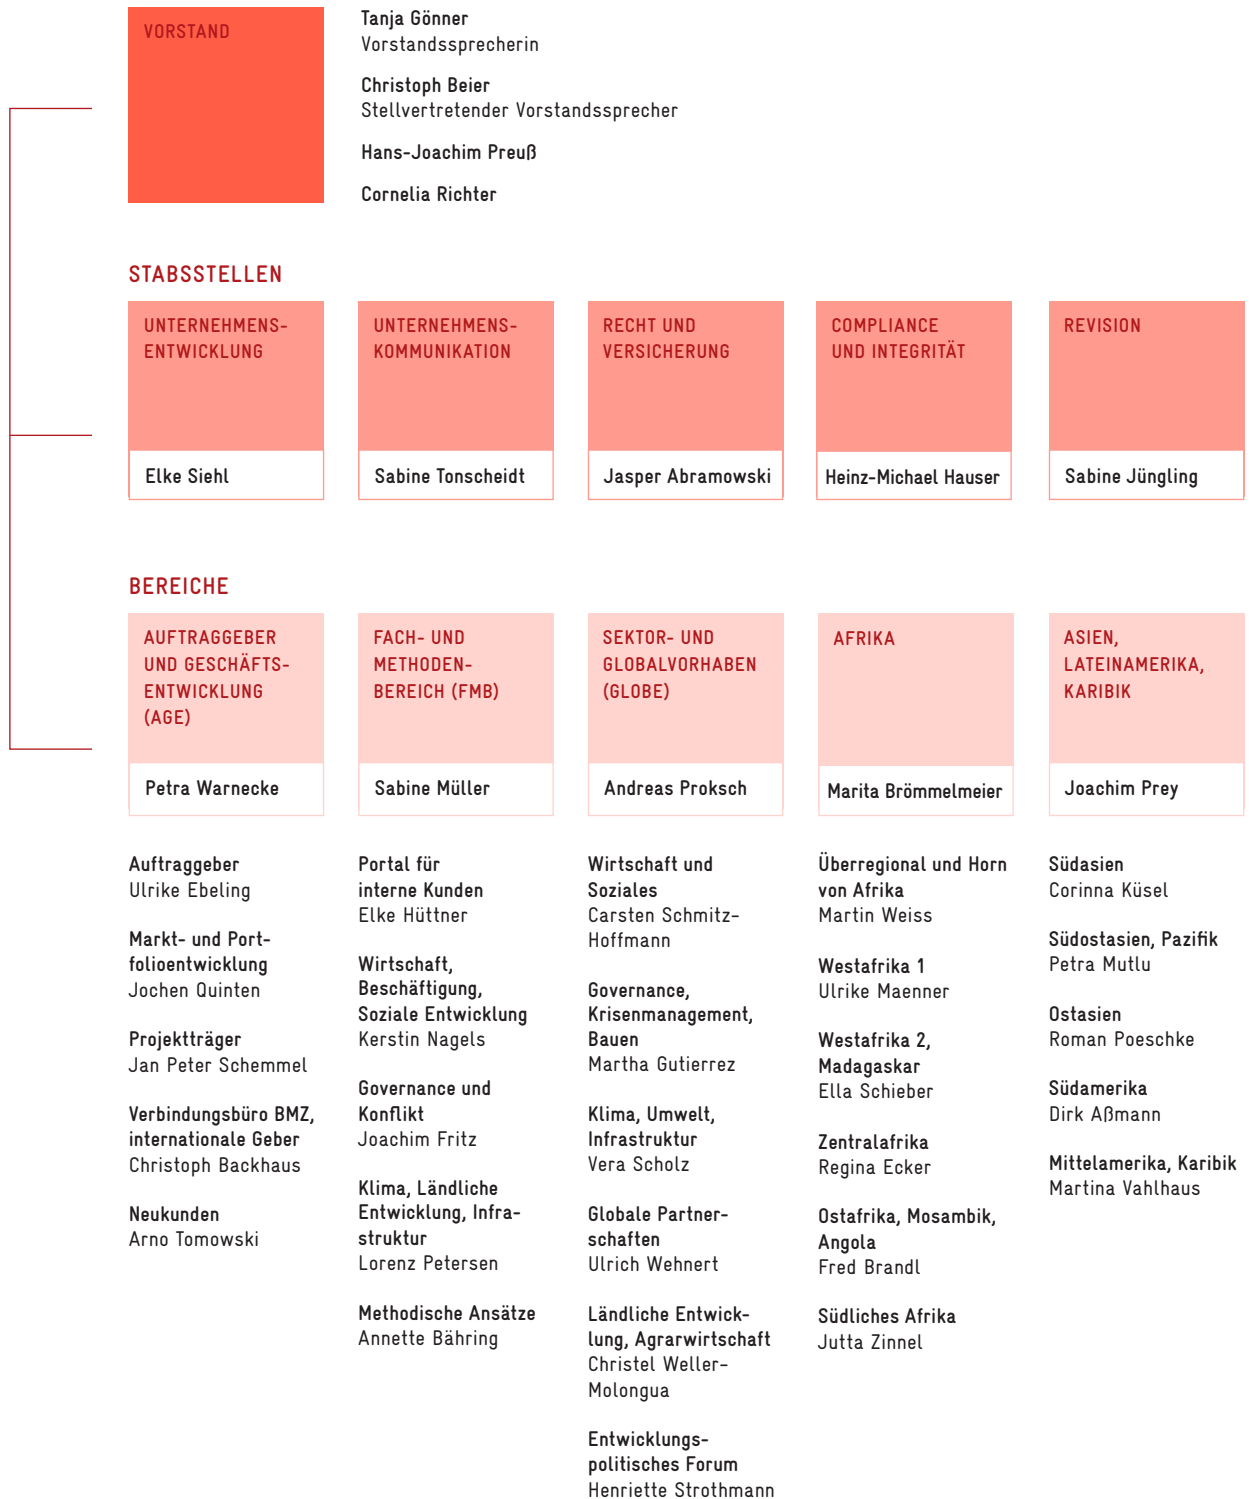 VORSTAND
Tanja Gönner
Vorstandssprecherin
Christoph Beier
Stellvertretender Vorstandssprecher
Hans-Joachim Preuß
Cornelia Richter
STABSSTELLEN
UNTERNEHMENS-
ENTWICKLUNG
Elke Siehl
UNTERNEHMENS-
KOMMUNIKATION
Sabine Tonscheidt
RECHT UND
VERSICHERUNG
Jasper Abramowski
COMPLIANCE
UND INTEGRITÄT
Heinz-Michael Hauser
REVISION
Sabine Jüngling
BEREICHE
AUFTRAGGEBER
UND GESCHÄFTS-
ENTWICKLUNG
(AGE)
Petra Warnecke
Auftraggeber
Ulrike Ebeling
Markt- und Port-
folioentwicklung
Jochen Quinten
Projektträger
Jan Peter Schemmel
Verbindungsbüro BMZ,
internationale Geber
Christoph Backhaus
Neukunden
Arno Tomowski
FACH- UND
METHODEN-
BEREICH (FMB)
Sabine Müller
Portal für
interne Kunden
Elke Hüttner
Wirtschaft,
Beschäftigung,
Soziale Entwicklung
Kerstin Nagels
Governance und
Konflikt
Joachim Fritz
Klima, Ländliche
Entwicklung, Infra-
struktur
Lorenz Petersen
Methodische Ansätze
Annette Bähring
SEKTOR- UND
GLOBALVORHABEN
(GLOBE)
Andreas Proksch
Wirtschaft und
Soziales
Carsten Schmitz-
Hoffmann
Governance,
Krisenmanagement,
Bauen
Martha Gutierrez
Klima, Umwelt,
Infrastruktur
Vera Scholz
Globale Partner-
schaften
Ulrich Wehnert
Ländliche Entwick-
lung, Agrarwirtschaft
Christel Weller-
Molongua
Entwicklungs-
politisches Forum
Henriette Strothmann
AFRIKA
Marita Brömmelmeier
Überregional und Horn
von Afrika
Martin Weiss
Westafrika 1
Ulrike Maenner
Westafrika 2,
Madagaskar
Ella Schieber
Zentralafrika
Regina Ecker
Ostafrika, Mosambik,
Angola
Fred Brandl
Südliches Afrika
Jutta Zinnel
ASIEN,
LATEINAMERIKA,
KARIBIK
Joachim Prey
Südasien
Corinna Küsel
Südostasien, Pazifik
Petra Mutlu
Ostasien
Roman Poeschke
Südamerika
Dirk Aßmann
Mittelamerika, Karibik
Martina Vahlhaus